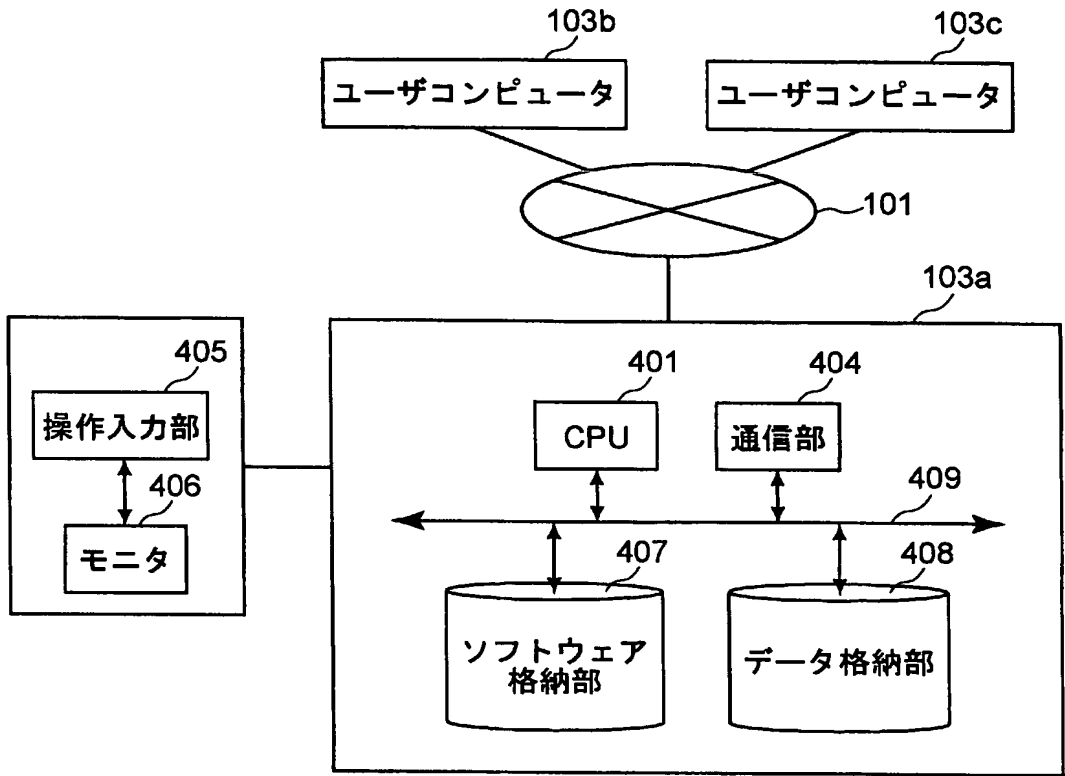 103b
103c
ユーザコンピュータ
ユーザコンピュータ
101
103a
405
401
404
操作入力部
CPU
通信部
406
409
モニタ
407
408
ソフトウェア
格納部
データ格納部